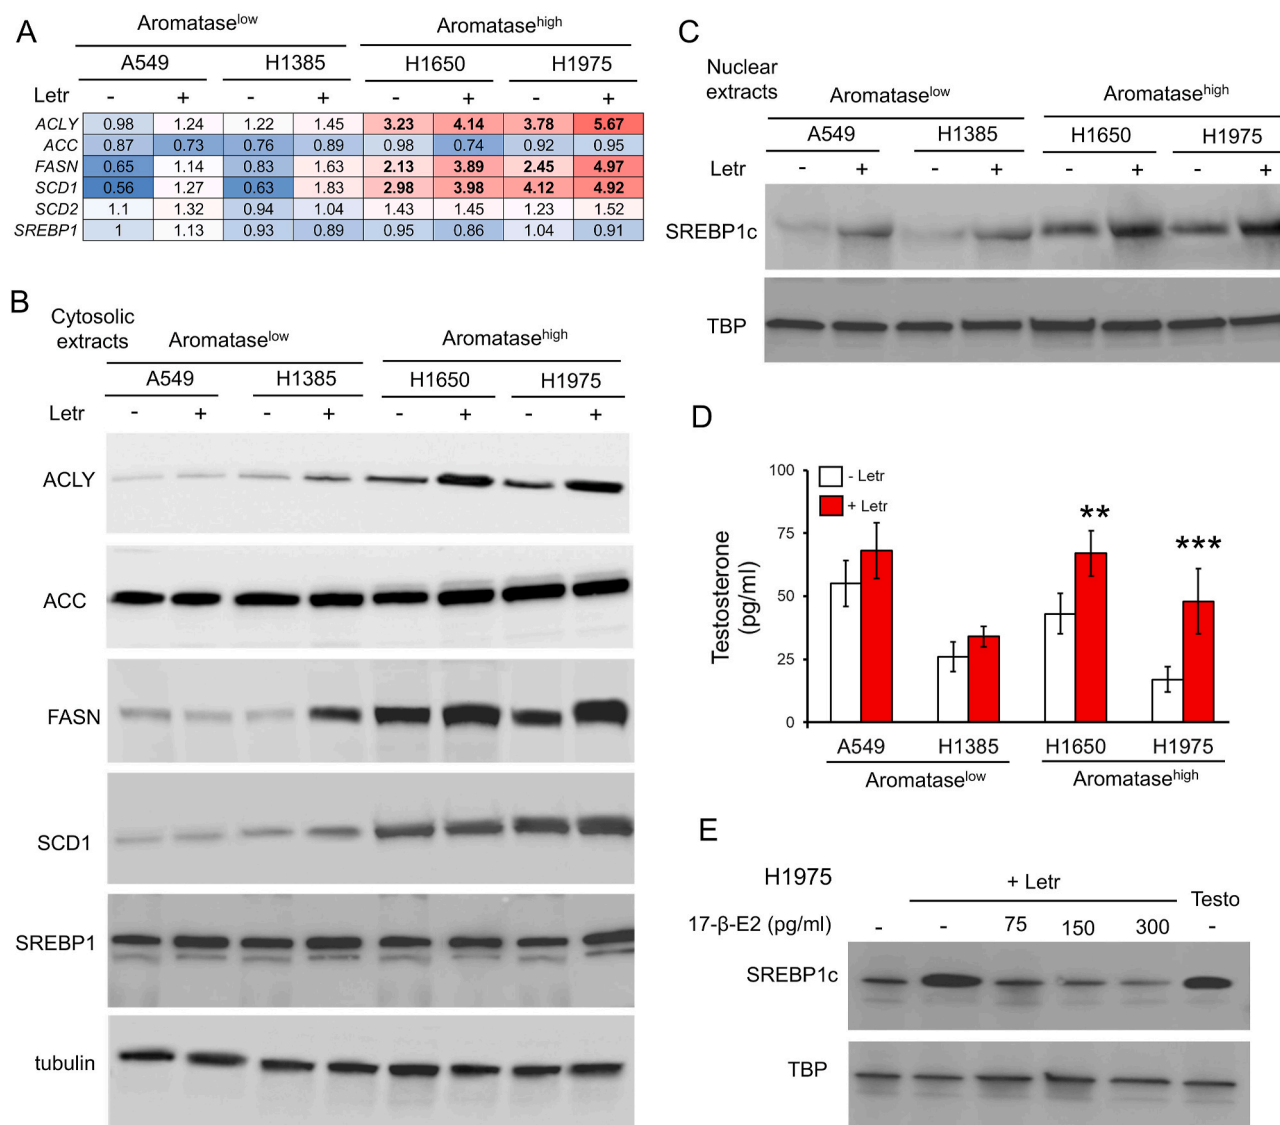 A
Aromatase^low Aromatase^high
A549 H1385 H1650 H1975
Letr - + - + - + - +
ACLY 0.98 1.24 1.22 1.45 3.23 4.14 3.78 5.67
ACC 0.87 0.73 0.76 0.89 0.98 0.74 0.92 0.95
FASN 0.65 1.14 0.83 1.63 2.13 3.89 2.45 4.97
SCD1 0.56 1.27 0.63 1.83 2.98 3.98 4.12 4.92
SCD2 1.1 1.32 0.94 1.04 1.43 1.45 1.23 1.52
SREBP1 1 1.13 0.93 0.89 0.95 0.86 1.04 0.91
B
Cytosolic
extracts
Aromatase^low Aromatase^high
A549 H1385 H1650 H1975
Letr - + - + - + - +
ACLY
ACC
FASN
SCD1
SREBP1
tubulin
C
Nuclear
extracts
Aromatase^low Aromatase^high
A549 H1385 H1650 H1975
Letr - + - + - + - +
SREBP1c
TBP
D
Testosterone
(pg/ml)
100
75
50
25
0
- Letr
+ Letr
** ***
A549 H1385 H1650 H1975
Aromatase^low Aromatase^high
E
H1975 + Letr Testo
17-β-E2 (pg/ml) - - 75 150 300 -
SREBP1c
TBP